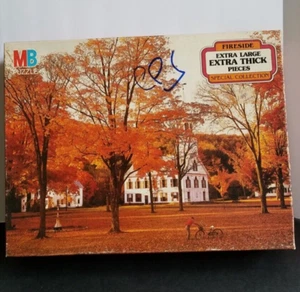 MB
PUZZLE
FIRESIDE
EXTRA LARGE
EXTRA THICK
PIECES
SPECIAL COLLECTION